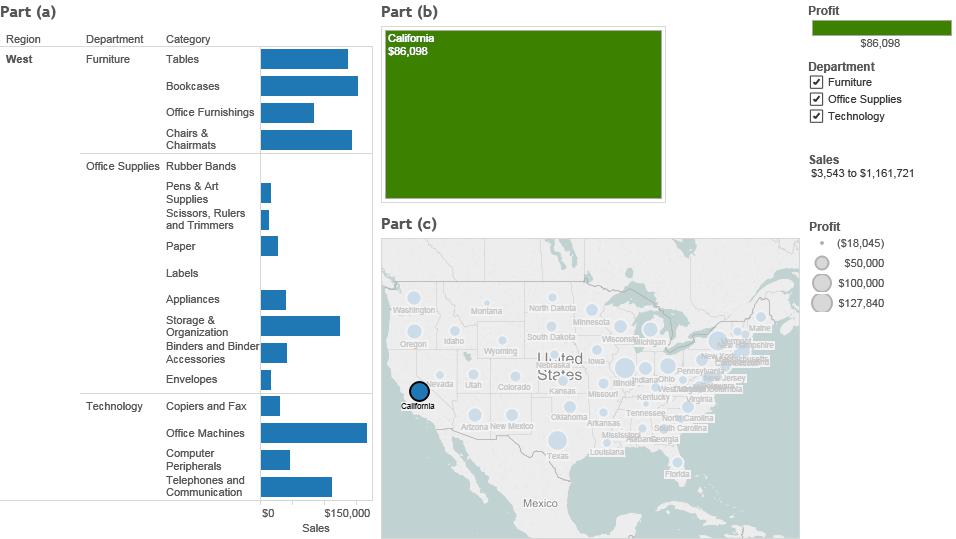 Part (a)
Region Department Category
West Furniture Tables
Bookcases
Office Furnishings
Chairs &
Chairmats
Office Supplies Rubber Bands
Pens & Art
Supplies
Scissors, Rulers
and Trimmers
Paper
Labels
Appliances
Storage &
Organization
Binders and Binder
Accessories
Envelopes
Technology Copiers and Fax
Office Machines
Computer
Peripherals
Telephones and
Communication
$0 $150,000
Sales
Part (b)
California
$86,098
Part (c)
Washington
Montana
North Dakota
Minnesota
Maine
Oregon
Idaho
South Dakota
Wisconsin
Michigan
Vermont
New Hampshire
Wyoming
Nebraska
Iowa
New York
United
States
Nevada
Utah
Colorado
Kansas
Missouri
Illinois
Indiana
Ohio
Pennsylvania
New Jersey
Kentucky
Virginia
California
Arizona
New Mexico
Oklahoma
Arkansas
Tennessee
North Carolina
South Carolina
Texas
Louisiana
Mississippi
Georgia
Florida
Mexico
Profit
$86,098
Department
Furniture
Office Supplies
Technology
Sales
$3,543 to $1,161,721
Profit
($18,045)
$50,000
$100,000
$127,840